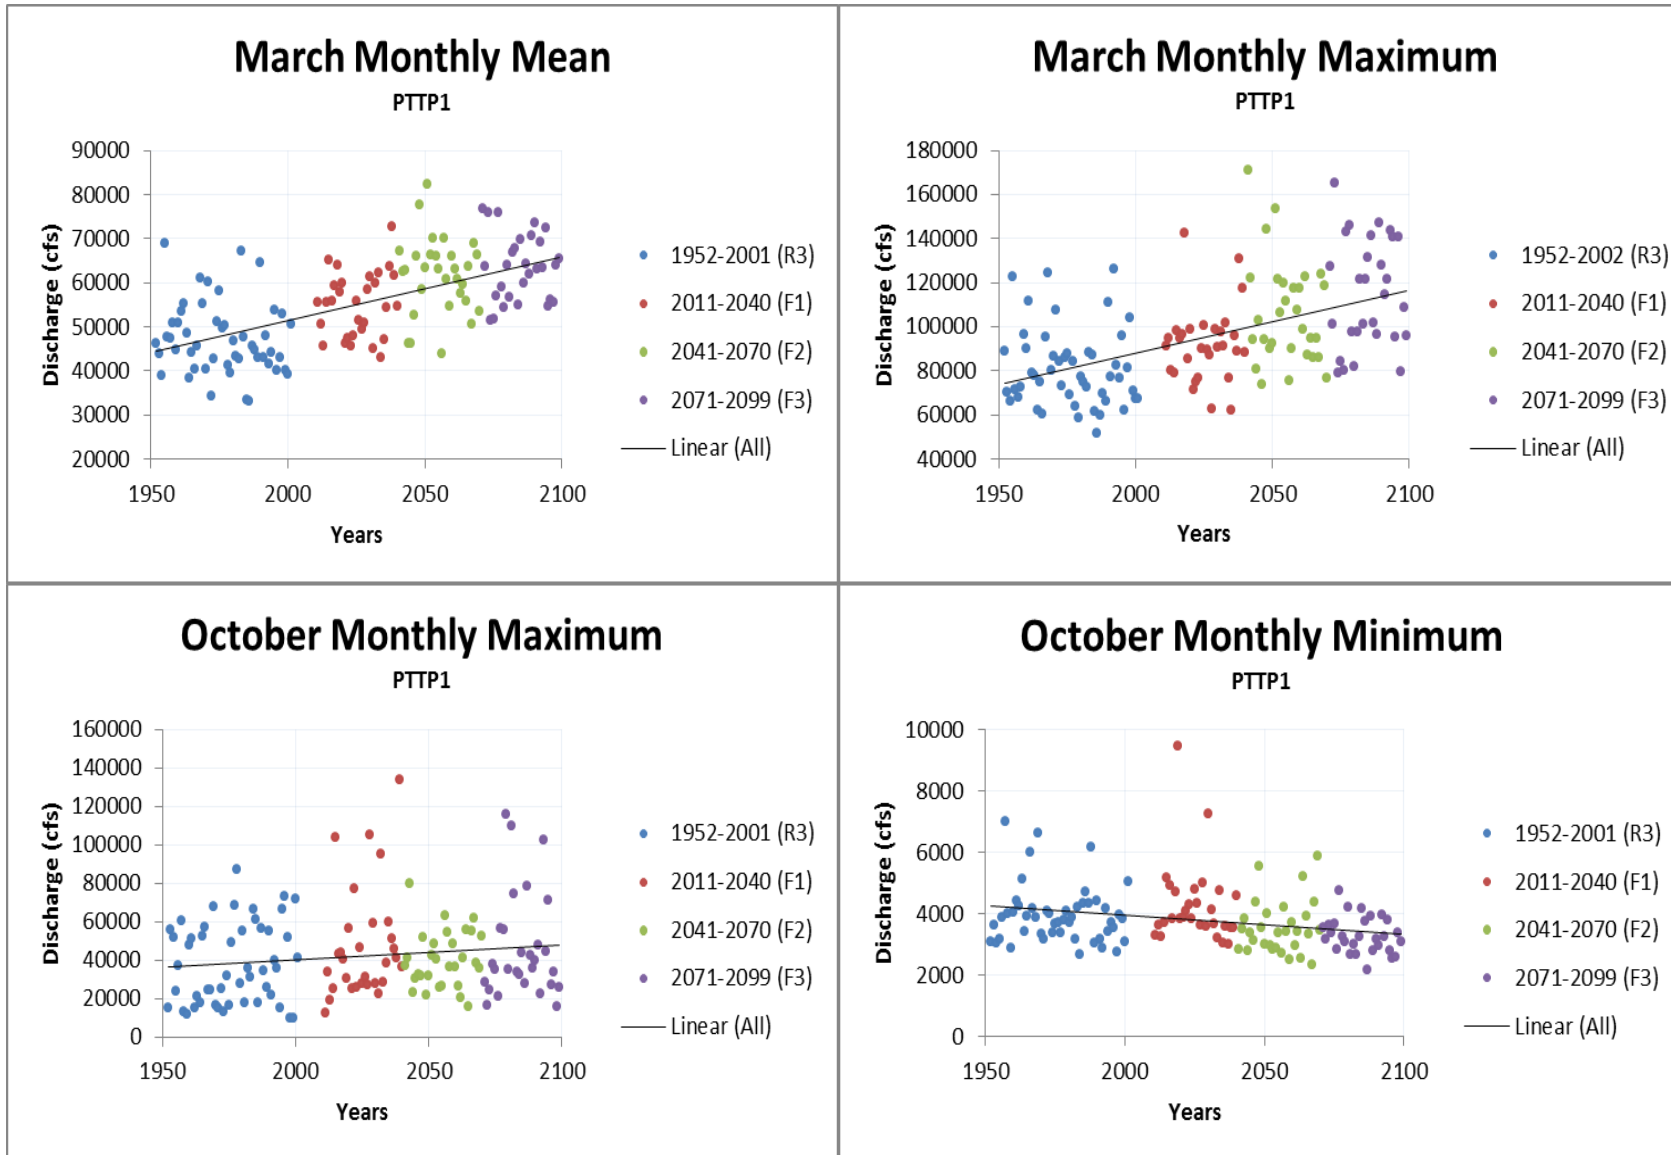 March Monthly Mean
PTTP1
90000
80000
70000
60000
50000
40000
30000
20000
Discharge (cfs)
1950 2000 2050 2100
Years
1952-2001 (R3)
2011-2040 (F1)
2041-2070 (F2)
2071-2099 (F3)
Linear (All)
March Monthly Maximum
PTTP1
180000
160000
140000
120000
100000
80000
60000
40000
Discharge (cfs)
1950 2000 2050 2100
Years
1952-2002 (R3)
2011-2040 (F1)
2041-2070 (F2)
2071-2099 (F3)
Linear (All)
October Monthly Maximum
PTTP1
160000
140000
120000
100000
80000
60000
40000
20000
0
Discharge (cfs)
1950 2000 2050 2100
Years
1952-2001 (R3)
2011-2040 (F1)
2041-2070 (F2)
2071-2099 (F3)
Linear (All)
October Monthly Minimum
PTTP1
10000
8000
6000
4000
2000
0
Discharge (cfs)
1950 2000 2050 2100
Years
1952-2001 (R3)
2011-2040 (F1)
2041-2070 (F2)
2071-2099 (F3)
Linear (All)